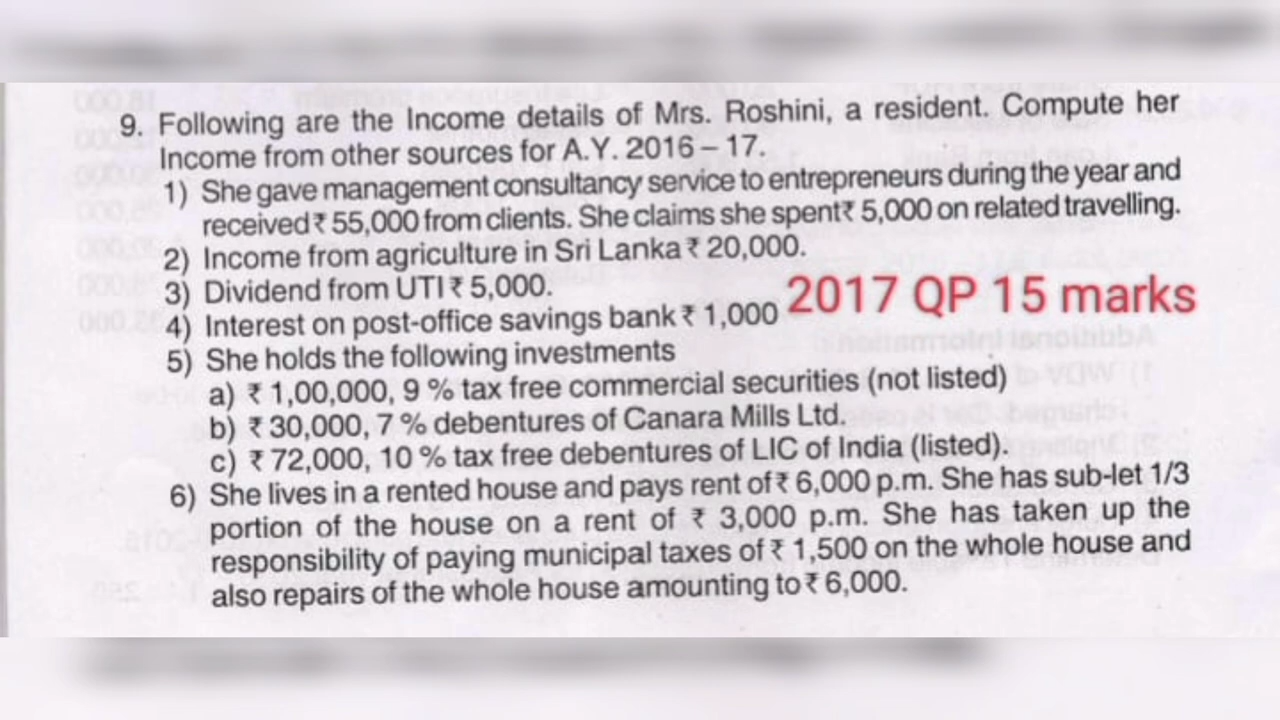 9. Following are the Income details of Mrs. Roshini, a resident. Compute her
Income from other sources for A.Y. 2016 – 17.
1) She gave management consultancy service to entrepreneurs during the year and
received ₹ 55,000 from clients. She claims she spent ₹ 5,000 on related travelling.
2) Income from agriculture in Sri Lanka ₹ 20,000.
3) Dividend from UTI ₹ 5,000.
2017 QP 15 marks
4) Interest on post-office savings bank ₹ 1,000
5) She holds the following investments
a) ₹ 1,00,000, 9 % tax free commercial securities (not listed)
b) ₹ 30,000, 7 % debentures of Canara Mills Ltd.
c) ₹ 72,000, 10 % tax free debentures of LIC of India (listed).
6) She lives in a rented house and pays rent of ₹ 6,000 p.m. She has sub-let 1/3
portion of the house on a rent of ₹ 3,000 p.m. She has taken up the
responsibility of paying municipal taxes of ₹ 1,500 on the whole house and
also repairs of the whole house amounting to ₹ 6,000.